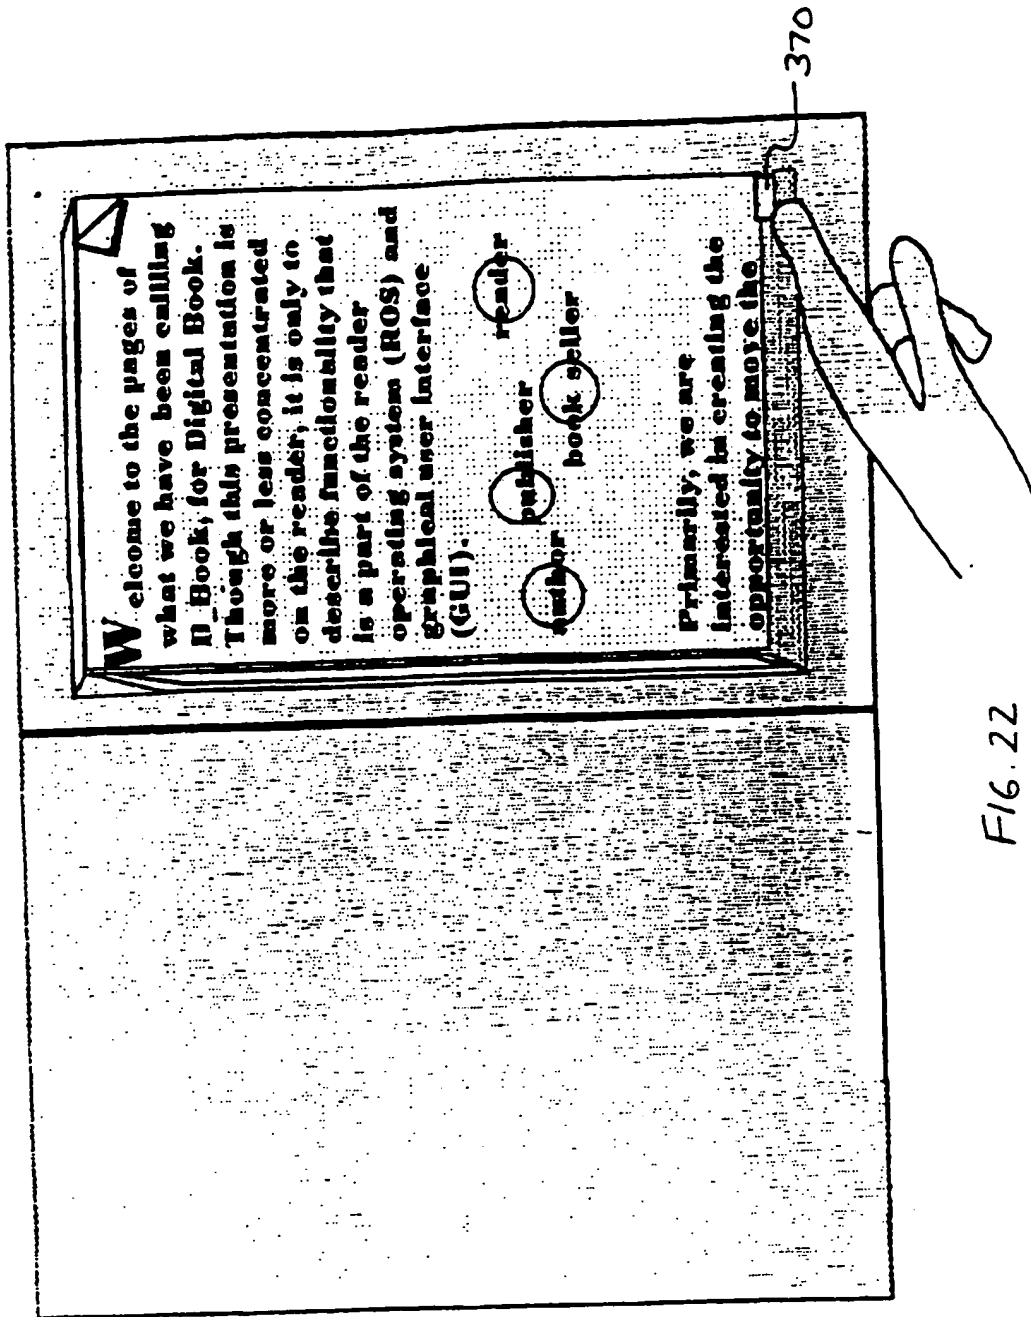 Welcome to the pages of
what we have been calling
D_Book, for Digital Book.
Though this presentation is
more or less concentrated
on the reader, it is only to
describe functionality that
is a part of the reader
operating system (ROS) and
graphical user interface
(GUI).
author
publisher
book seller
reader
Primarily, we are
interested in creating the
opportunity to move the
370
FIG. 22